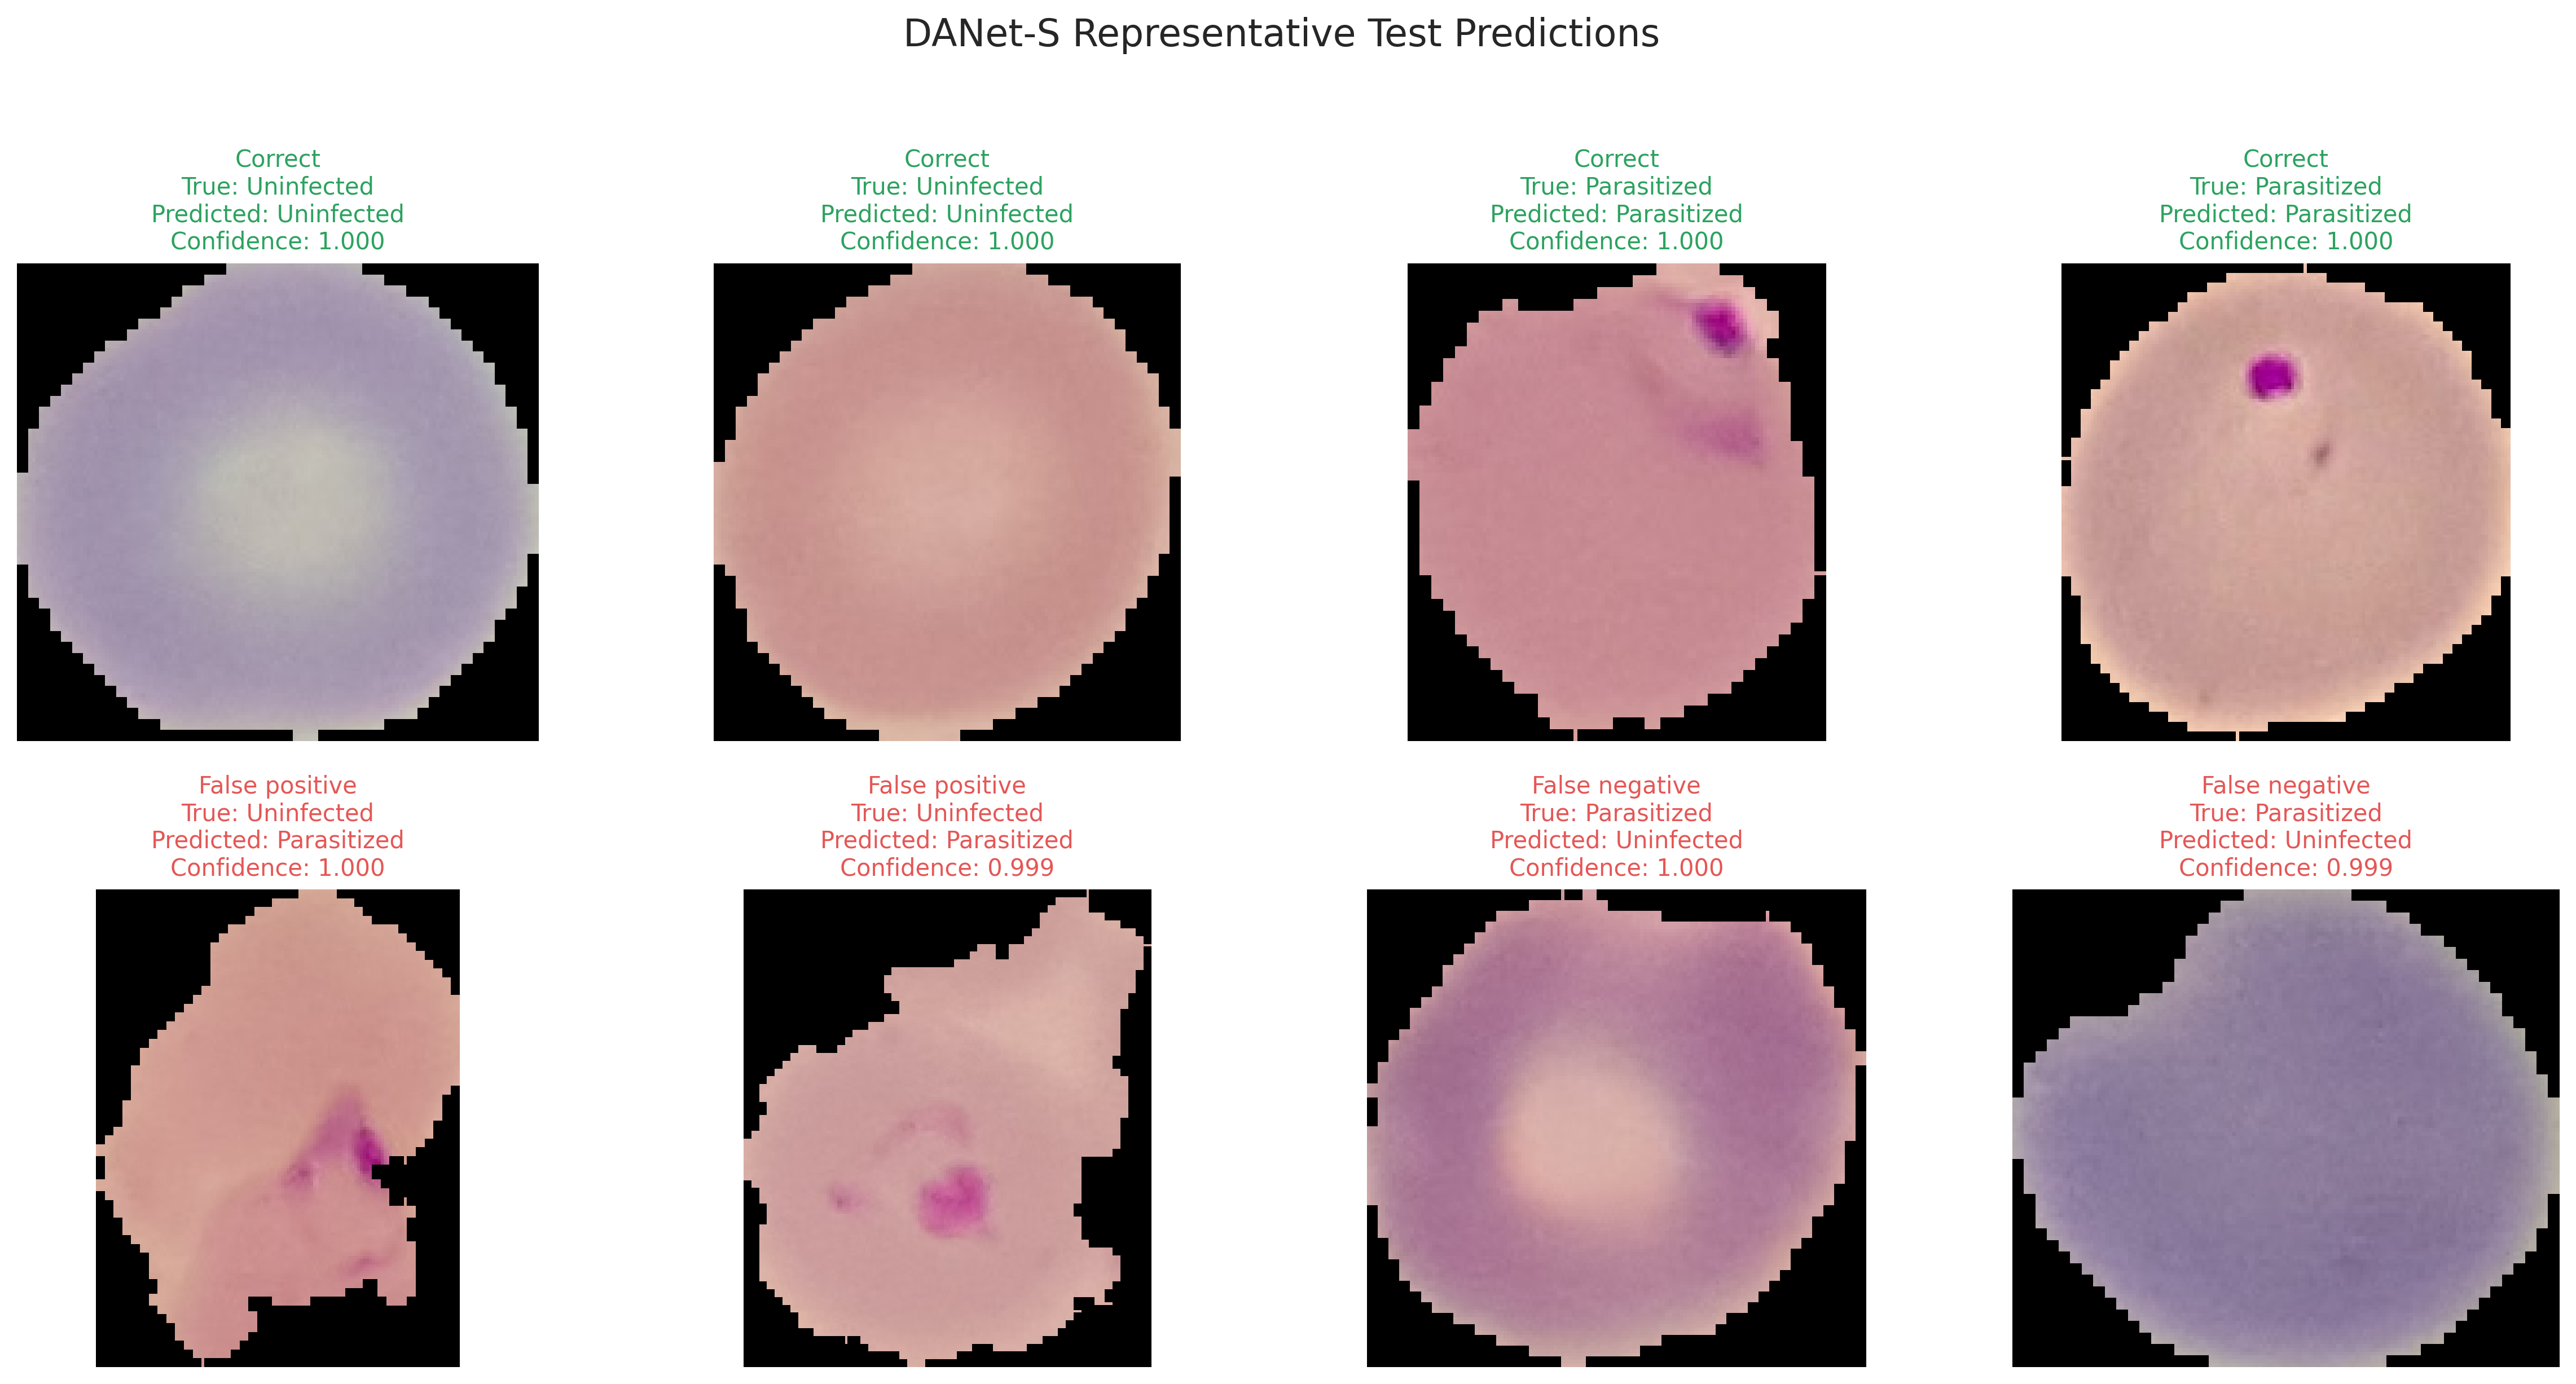 DANet-S Representative Test Predictions
Correct
True: Uninfected
Predicted: Uninfected
Confidence: 1.000
Correct
True: Uninfected
Predicted: Uninfected
Confidence: 1.000
Correct
True: Parasitized
Predicted: Parasitized
Confidence: 1.000
Correct
True: Parasitized
Predicted: Parasitized
Confidence: 1.000
False positive
True: Uninfected
Predicted: Parasitized
Confidence: 1.000
False positive
True: Uninfected
Predicted: Parasitized
Confidence: 0.999
False negative
True: Parasitized
Predicted: Uninfected
Confidence: 1.000
False negative
True: Parasitized
Predicted: Uninfected
Confidence: 0.999